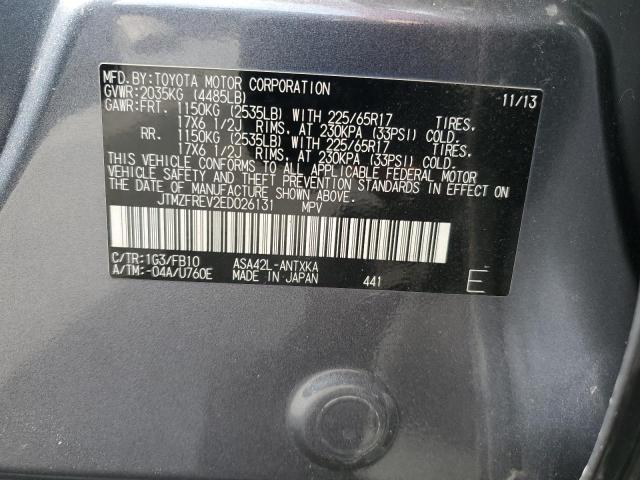 MFD. BY: TOYOTA MOTOR CORPORATION 11/13
GVWR: 2035KG (4485LB)
GAWR: FRT. 1150KG (2535LB) WITH 225/65R17 TIRES,
17X6 1/2J RIMS, AT 230KPA (33PSI) COLD.
RR. 1150KG (2535LB) WITH 225/65R17 TIRES,
17X6 1/2J RIMS, AT 230KPA (33PSI) COLD.
THIS VEHICLE CONFORMS TO ALL APPLICABLE FEDERAL MOTOR
VEHICLE SAFETY AND THEFT PREVENTION STANDARDS IN EFFECT
ON THE DATE OF MANUFACTURE SHOWN ABOVE.
JTMZFREV2ED026131 MPV
C/TR: 1G3/FB10 ASA42L-ANTXKA
A/TM: -04A/U760E MADE IN JAPAN 441 E